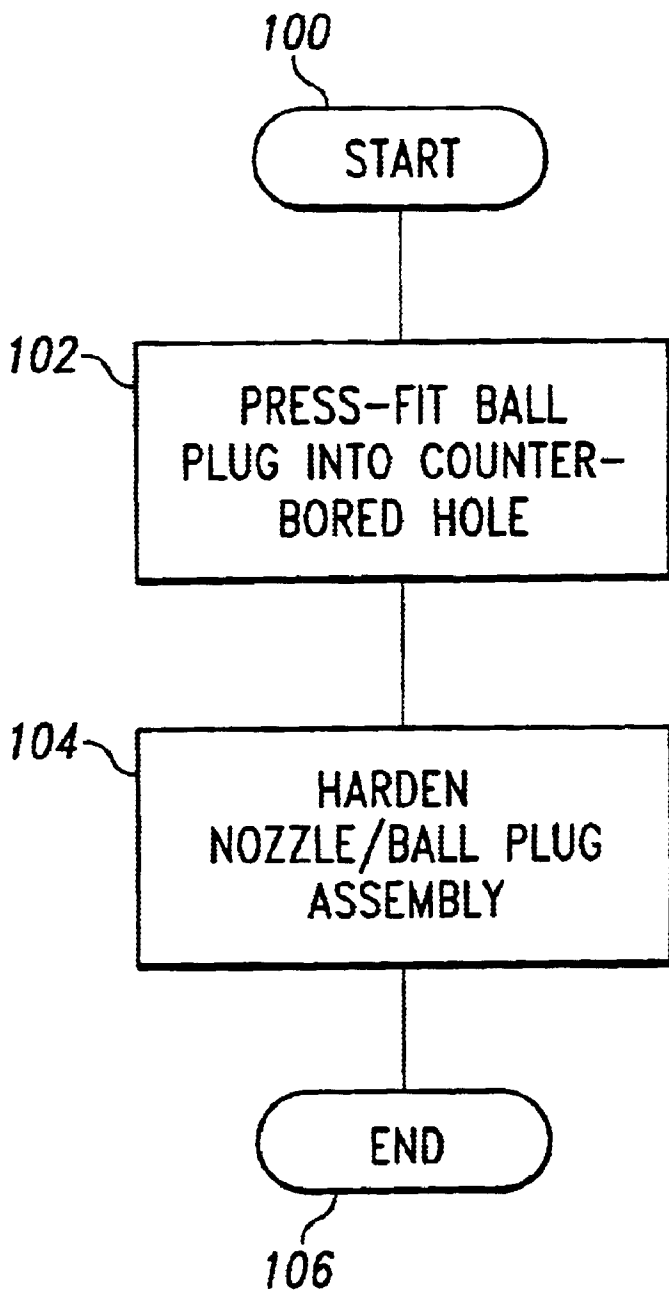 100
START
102
PRESS-FIT BALL
PLUG INTO COUNTER-
BORED HOLE
104
HARDEN
NOZZLE/BALL PLUG
ASSEMBLY
END
106